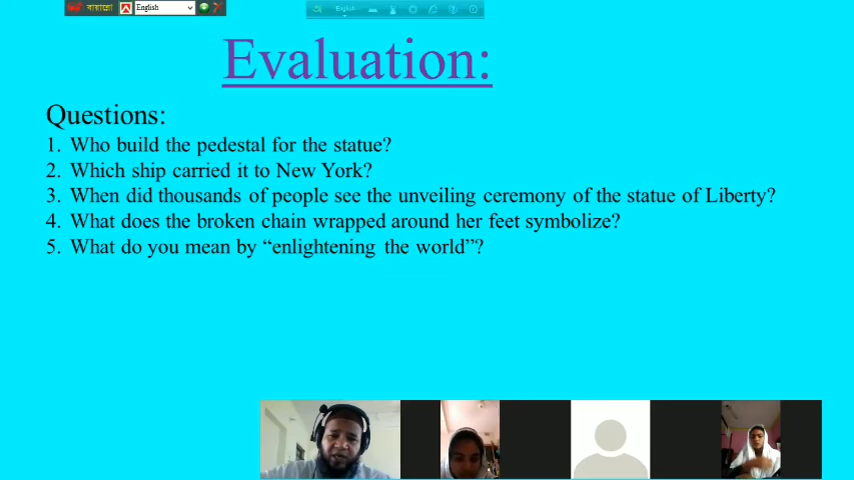 বায়ান্নো English
English
Evaluation:
Questions:
1. Who build the pedestal for the statue?
2. Which ship carried it to New York?
3. When did thousands of people see the unveiling ceremony of the statue of Liberty?
4. What does the broken chain wrapped around her feet symbolize?
5. What do you mean by “enlightening the world”?